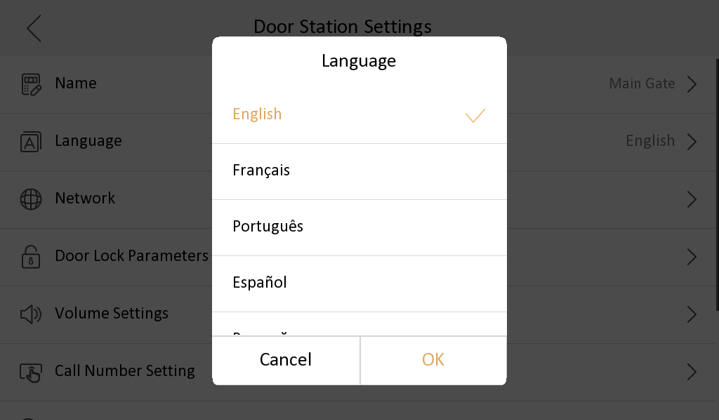 Door Station Settings
Name
Main Gate
Language
English
Network
Door Lock Parameters
Volume Settings
Call Number Setting
Language
English
Français
Português
Español
Cancel
OK